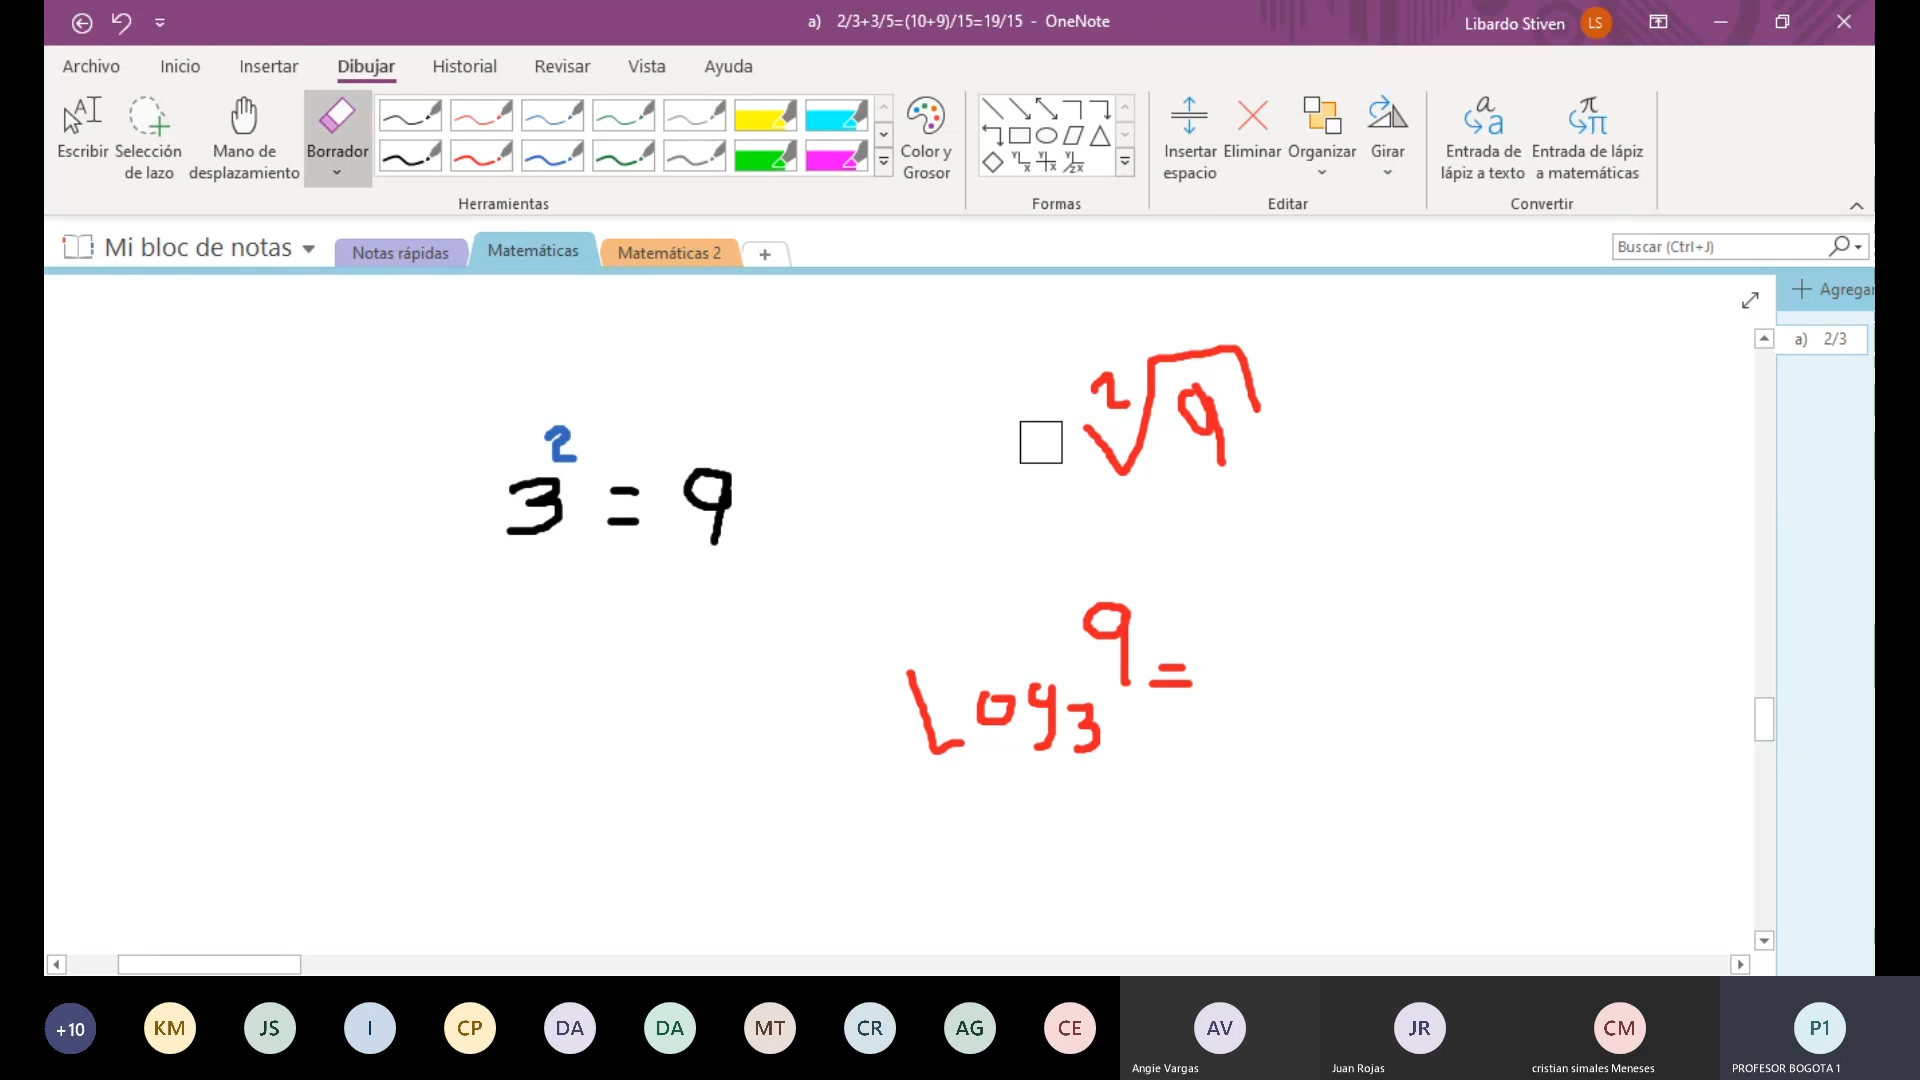 a) 2/3+3/5=(10+9)/15=19/15 - OneNote
Libardo Stiven LS
Archivo Inicio Insertar Dibujar Historial Revisar Vista Ayuda
Escribir Selección de lazo Mano de desplazamiento Borrador Color y Grosor
Insertar espacio Eliminar Organizar Girar Entrada de lápiz a texto Entrada de lápiz a matemáticas
Herramientas Formas Editar Convertir
Mi bloc de notas Notas rápidas Matemáticas Matemáticas 2 +
Buscar (Ctrl+J)
Agregar
a) 2/3
3² = 9
²√9
Log₃ 9 =
+10 KM JS I CP DA DA MT CR AG CE AV JR CM P1
Angie Vargas Juan Rojas cristian simales Meneses PROFESOR BOGOTA 1